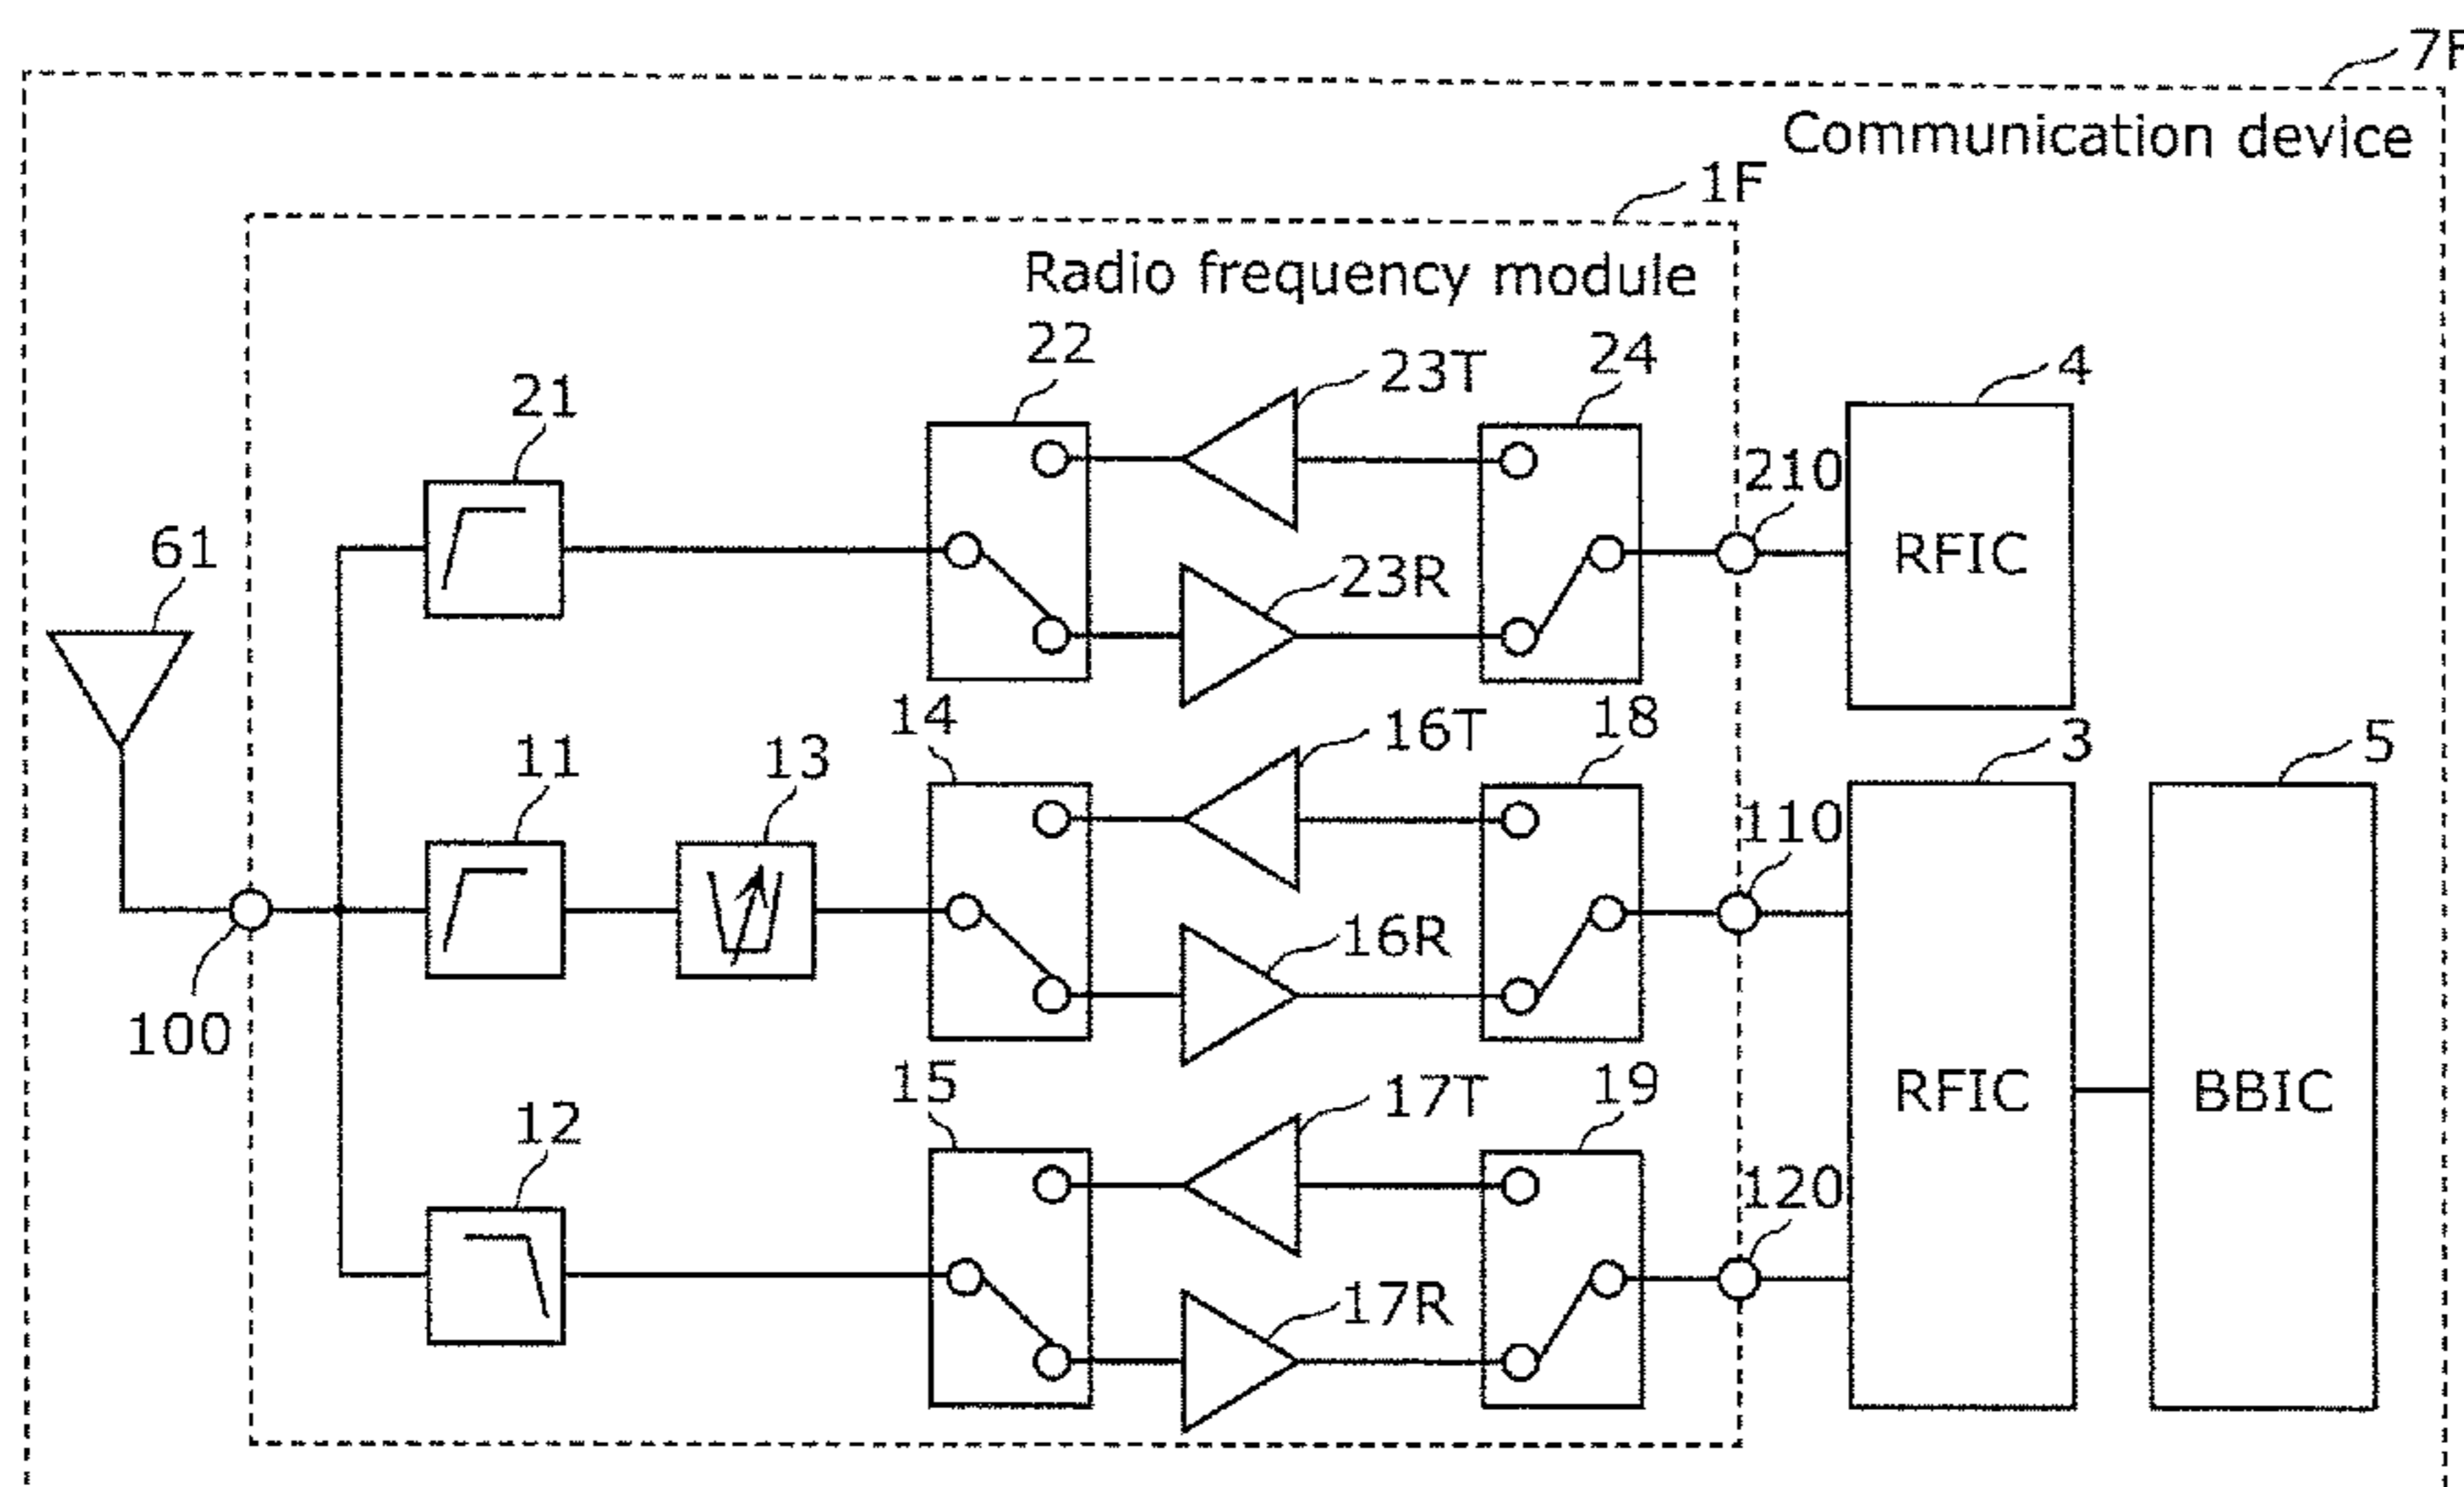 7F
Communication device
1F
Radio frequency module
22
23T
24
4
21
210
61
RFIC
23R
14
16T
18
3
5
11
13
110
16R
100
15
17T
19
RFIC
BBIC
12
120
17R